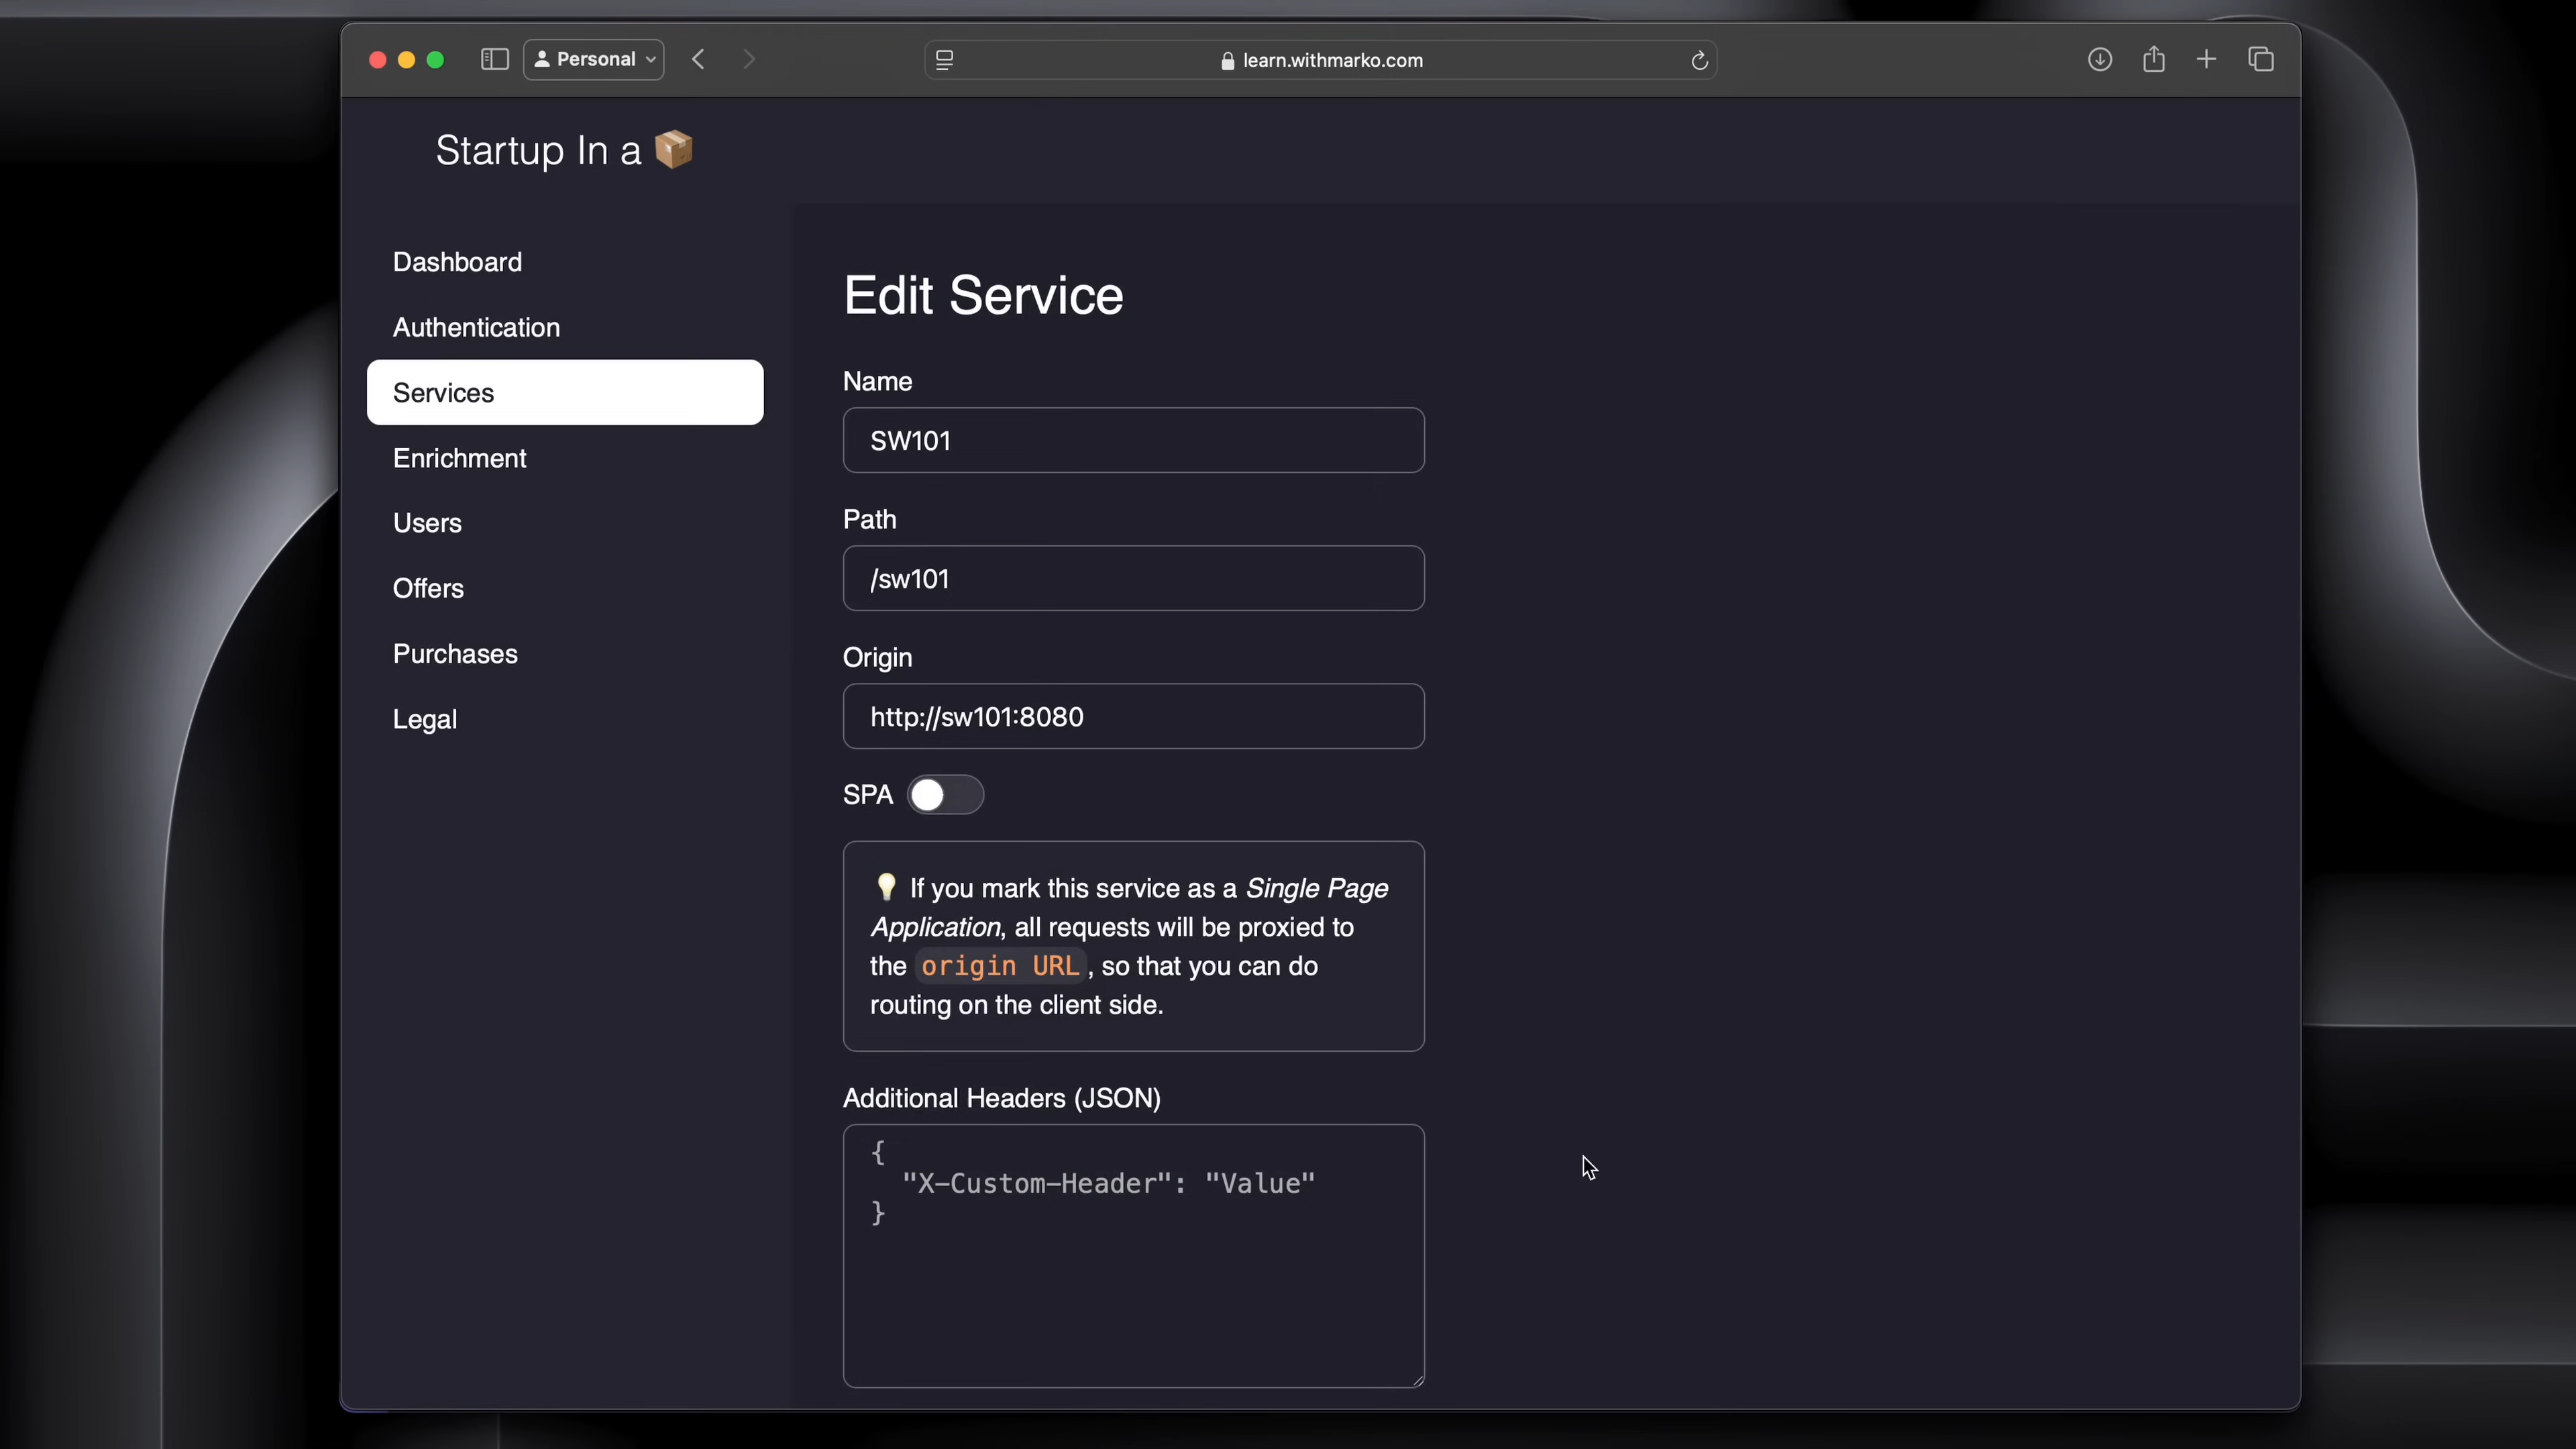 Personal
learn.withmarko.com
Startup In a 📦
Dashboard
Authentication
Services
Enrichment
Users
Offers
Purchases
Legal
Edit Service
Name
SW101
Path
/sw101
Origin
http://sw101:8080
SPA
💡 If you mark this service as a Single Page
Application, all requests will be proxied to
the origin URL, so that you can do
routing on the client side.
Additional Headers (JSON)
{
"X-Custom-Header": "Value"
}